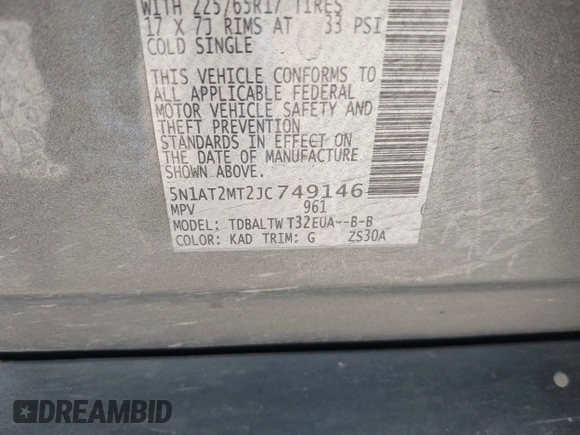 WITH 225/65R17 TIRES
17 X 7J RIMS AT 33 PSI
COLD SINGLE
THIS VEHICLE CONFORMS TO
ALL APPLICABLE FEDERAL
MOTOR VEHICLE SAFETY AND
THEFT PREVENTION
STANDARDS IN EFFECT ON
THE DATE OF MANUFACTURE
SHOWN ABOVE.
5N1AT2MT2JC749146
MPV 961
MODEL: TDBALTWT32EUA--B-B
COLOR: KAD TRIM: G ZS30A
DREAMBID